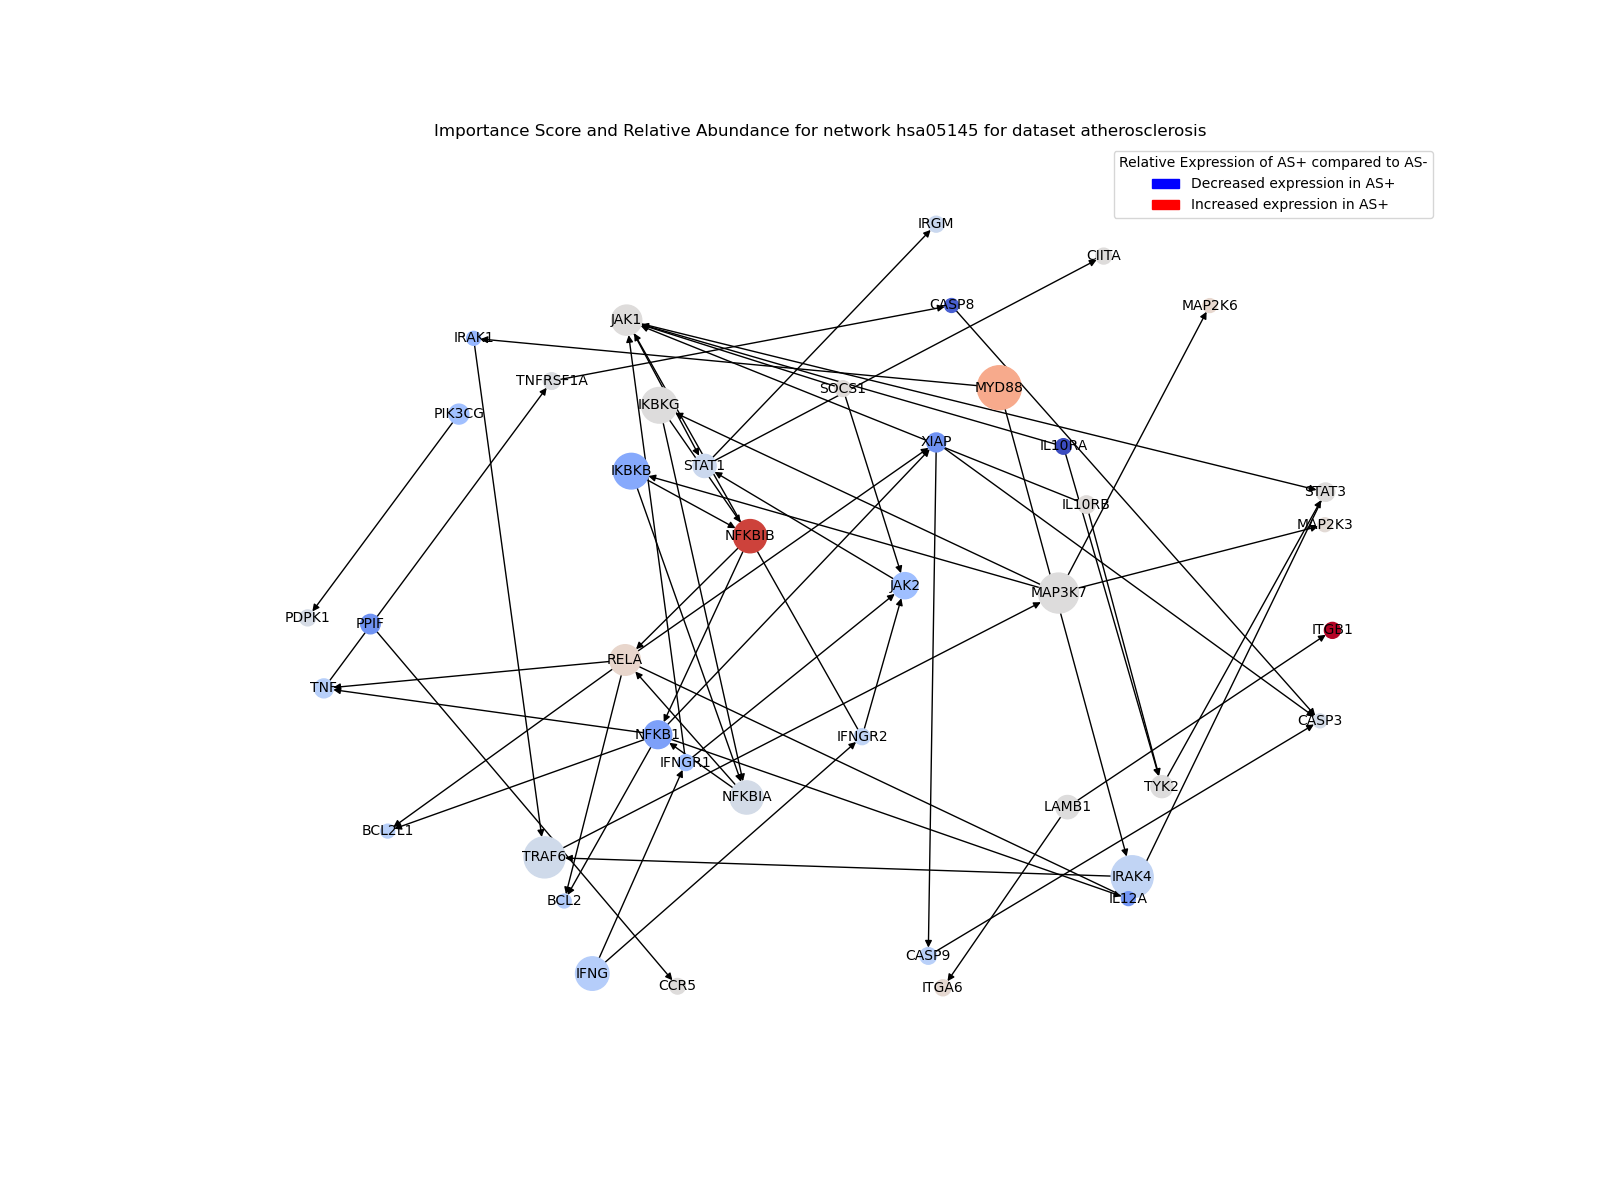 Importance Score and Relative Abundance for network hsa05145 for dataset atherosclerosis
Relative Expression of AS+ compared to AS-
Decreased expression in AS+
Increased expression in AS+
IRGM
CIITA
CASP8
MAP2K6
JAK1
IRAK1
TNFRSF1A
SOCS1
MYD88
IKBKG
PIK3CG
XIAP
IL10RA
STAT1
IKBKB
STAT3
IL10RB
MAP2K3
NFKBIB
JAK2
MAP3K7
PDPK1
PPIF
ITGB1
RELA
TNF
CASP3
NFKB1
IFNGR2
IFNGR1
TYK2
NFKBIA
LAMB1
BCL2L1
TRAF6
IRAK4
BCL2
IL12A
CASP9
IFNG
CCR5
ITGA6